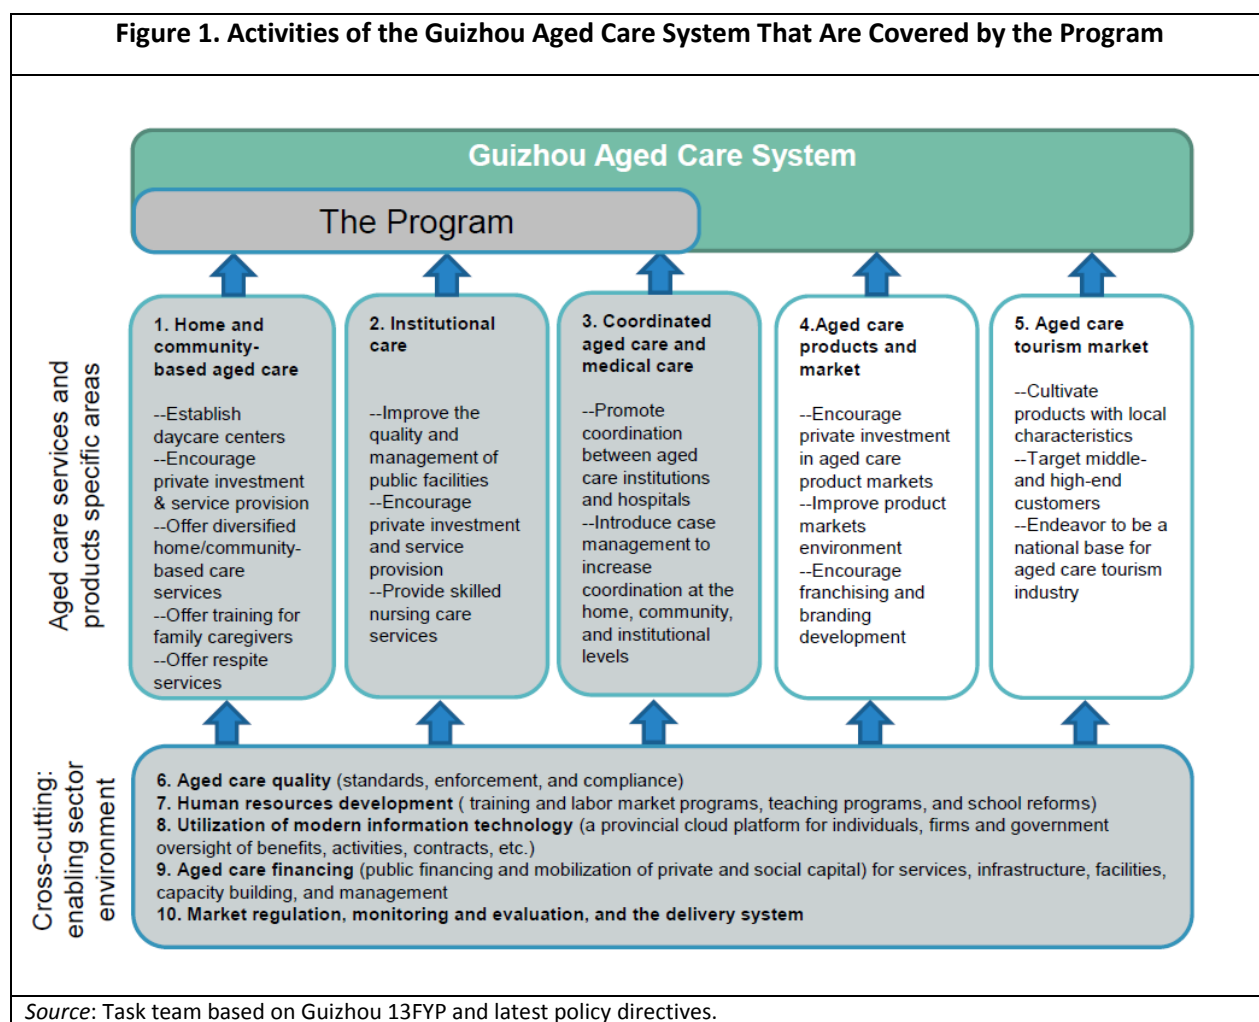 Figure 1. Activities of the Guizhou Aged Care System That Are Covered by the Program
Guizhou Aged Care System
The Program
Aged care services and
products specific areas
1. Home and
community-
based aged care
--Establish
daycare centers
--Encourage
private investment
& service provision
--Offer diversified
home/community-
based care
services
--Offer training for
family caregivers
--Offer respite
services
2. Institutional
care
--Improve the
quality and
management of
public facilities
--Encourage
private investment
and service
provision
--Provide skilled
nursing care
services
3. Coordinated
aged care and
medical care
--Promote
coordination
between aged
care institutions
and hospitals
--Introduce case
management to
increase
coordination at the
home, community,
and institutional
levels
4.Aged care
products and
market
--Encourage
private investment
in aged care
product markets
--Improve product
markets
environment
--Encourage
franchising and
branding
development
5. Aged care
tourism market
--Cultivate
products with local
characteristics
--Target middle-
and high-end
customers
--Endeavor to be a
national base for
aged care tourism
industry
Cross-cutting:
enabling sector
environment
6. Aged care quality (standards, enforcement, and compliance)
7. Human resources development ( training and labor market programs, teaching programs, and school reforms)
8. Utilization of modern information technology (a provincial cloud platform for individuals, firms and government
oversight of benefits, activities, contracts, etc.)
9. Aged care financing (public financing and mobilization of private and social capital) for services, infrastructure, facilities,
capacity building, and management
10. Market regulation, monitoring and evaluation, and the delivery system
Source: Task team based on Guizhou 13FYP and latest policy directives.